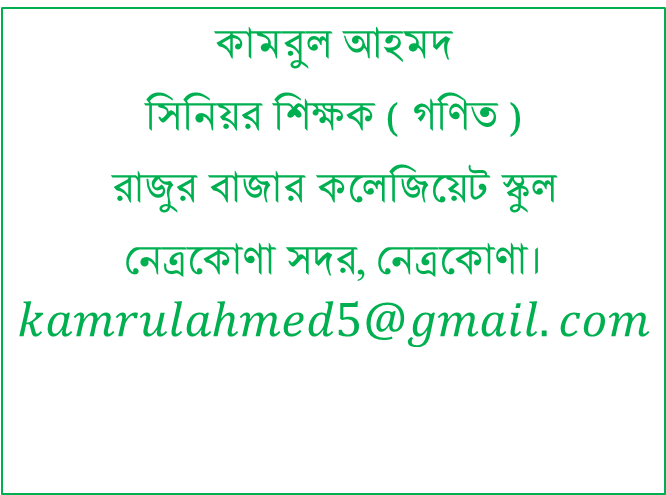 কামরুল আহমদ
সিনিয়র শিক্ষক ( গণিত )
রাজুর বাজার কলেজিয়েট স্কুল
নেত্রকোণা সদর, নেত্রকোণা।
kamrulahmed5@gmail.com